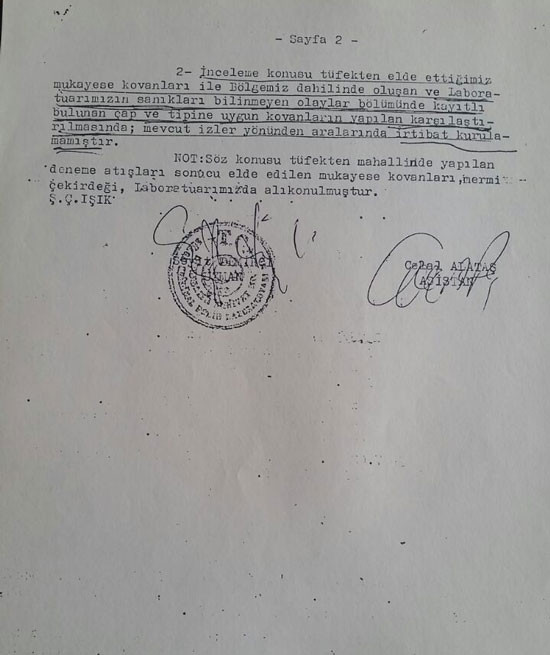 - Sayfa 2 -
2- İnceleme konusu tüfekten elde ettiğimiz
mukayese kovanları ile Bölgemiz dahilinde oluşan ve Labora-
tuarımızın sanıkları bilinmeyen olaylar bölümünde kayıtlı
bulunan çap ve tipine uygun kovanların yapılan karşılaştı-
rılmasında; mevcut izler yönünden aralarında irtibat kurula-
mamıştır.
NOT:Söz konusu tüfekten mahallinde yapılan
deneme atışları sonucu elde edilen mukayese kovanları,mermi
çekirdeği, Laboratuarımızda alıkonulmuştur.
Ş.Ç.IŞIK
Celal ALATAŞ
ASİSTAN
T.
UZMAN